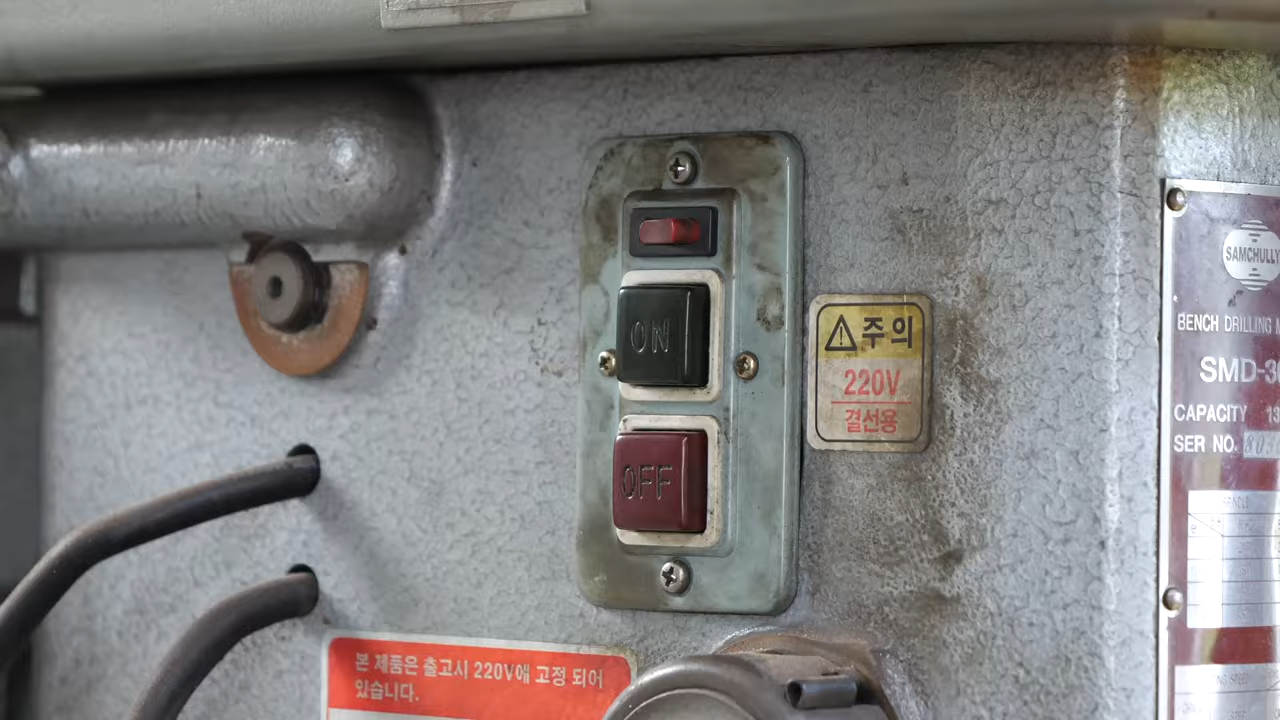 ON
OFF
주의
220V
결선용
SAMCHULLY
BENCH DRILLING
SMD-
CAPACITY
SER NO.
본 제품은 출고시 220V에 고정 되어
있습니다.